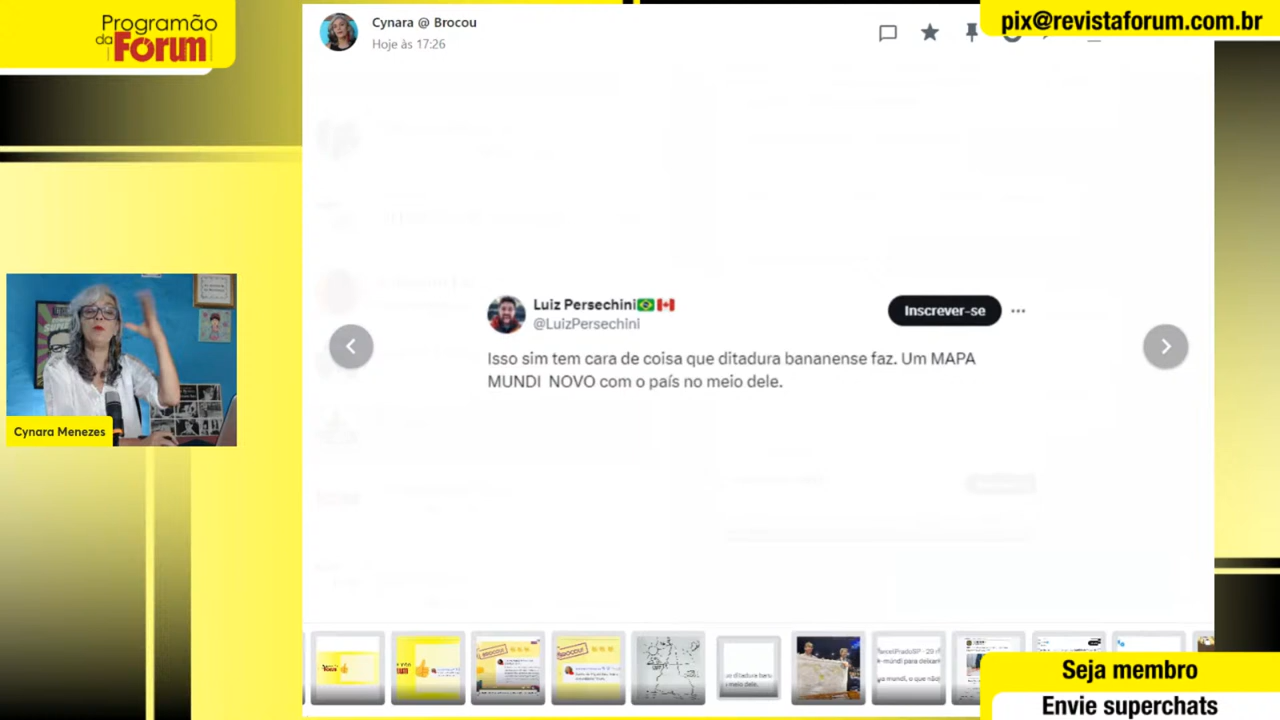 Programão
da
Fórum
Cynara @ Brocou
Hoje às 17:26
pix@revistaforum.com.br
Luiz Persechini
@LuizPersechini
Inscrever-se
Isso sim tem cara de coisa que ditadura bananense faz. Um MAPA
MUNDI NOVO com o país no meio dele.
Cynara Menezes
BROCOU
BROCOU
Seja membro
Envie superchats